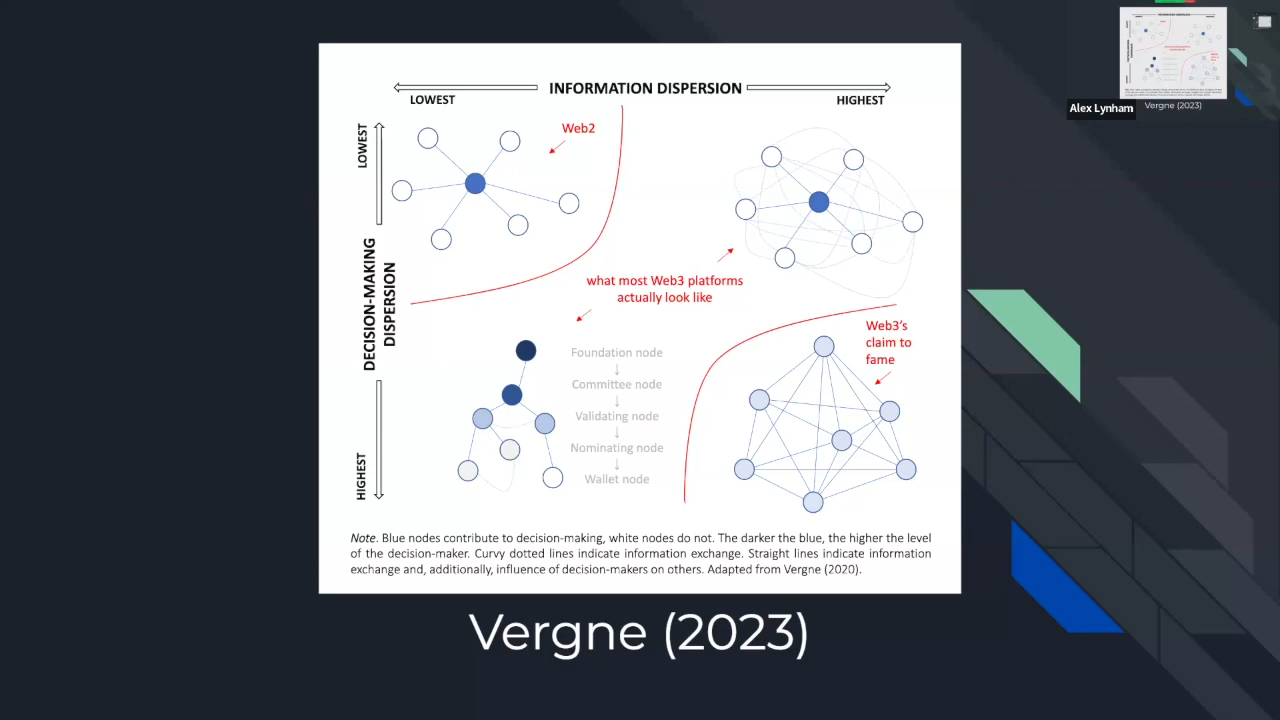 INFORMATION DISPERSION
LOWEST
HIGHEST
LOWEST
DECISION-MAKING
DISPERSION
HIGHEST
Web2
what most Web3 platforms
actually look like
Web3's
claim to
fame
Foundation node
↓
Committee node
↓
Validating node
↓
Nominating node
↓
Wallet node
Note. Blue nodes contribute to decision-making, white nodes do not. The darker the blue, the higher the level
of the decision-maker. Curvy dotted lines indicate information exchange. Straight lines indicate information
exchange and, additionally, influence of decision-makers on others. Adapted from Vergne (2020).
Vergne (2023)
Alex Lynham
Vergne (2023)